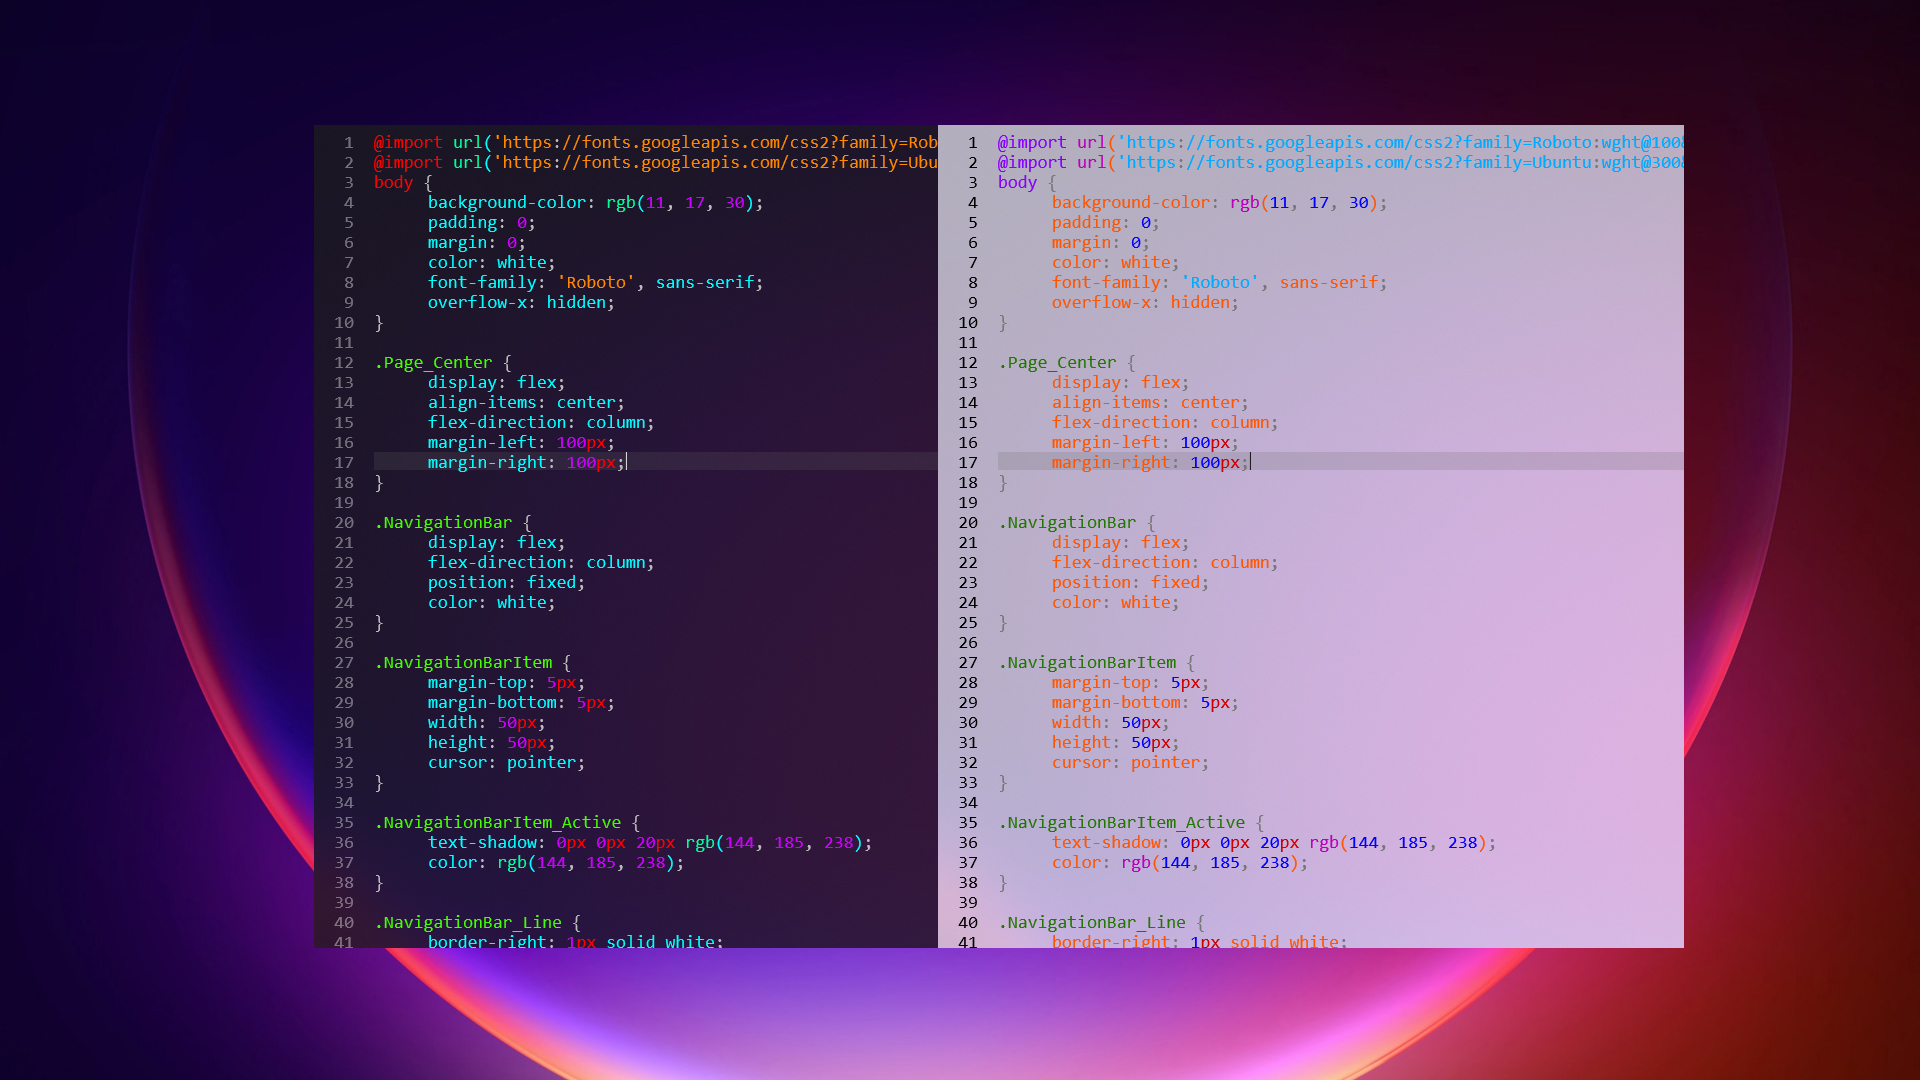 1 @import url('https://fonts.googleapis.com/css2?family=Rob
2 @import url('https://fonts.googleapis.com/css2?family=Ubu
3 body {
4 background-color: rgb(11, 17, 30);
5 padding: 0;
6 margin: 0;
7 color: white;
8 font-family: 'Roboto', sans-serif;
9 overflow-x: hidden;
10 }
11
12 .Page_Center {
13 display: flex;
14 align-items: center;
15 flex-direction: column;
16 margin-left: 100px;
17 margin-right: 100px;
18 }
19
20 .NavigationBar {
21 display: flex;
22 flex-direction: column;
23 position: fixed;
24 color: white;
25 }
26
27 .NavigationBarItem {
28 margin-top: 5px;
29 margin-bottom: 5px;
30 width: 50px;
31 height: 50px;
32 cursor: pointer;
33 }
34
35 .NavigationBarItem_Active {
36 text-shadow: 0px 0px 20px rgb(144, 185, 238);
37 color: rgb(144, 185, 238);
38 }
39
40 .NavigationBar_Line {
41 border-right: 1px solid white;
1 @import url('https://fonts.googleapis.com/css2?family=Roboto:wght@100&
2 @import url('https://fonts.googleapis.com/css2?family=Ubuntu:wght@300&
3 body {
4 background-color: rgb(11, 17, 30);
5 padding: 0;
6 margin: 0;
7 color: white;
8 font-family: 'Roboto', sans-serif;
9 overflow-x: hidden;
10 }
11
12 .Page_Center {
13 display: flex;
14 align-items: center;
15 flex-direction: column;
16 margin-left: 100px;
17 margin-right: 100px;
18 }
19
20 .NavigationBar {
21 display: flex;
22 flex-direction: column;
23 position: fixed;
24 color: white;
25 }
26
27 .NavigationBarItem {
28 margin-top: 5px;
29 margin-bottom: 5px;
30 width: 50px;
31 height: 50px;
32 cursor: pointer;
33 }
34
35 .NavigationBarItem_Active {
36 text-shadow: 0px 0px 20px rgb(144, 185, 238);
37 color: rgb(144, 185, 238);
38 }
39
40 .NavigationBar_Line {
41 border-right: 1px solid white;